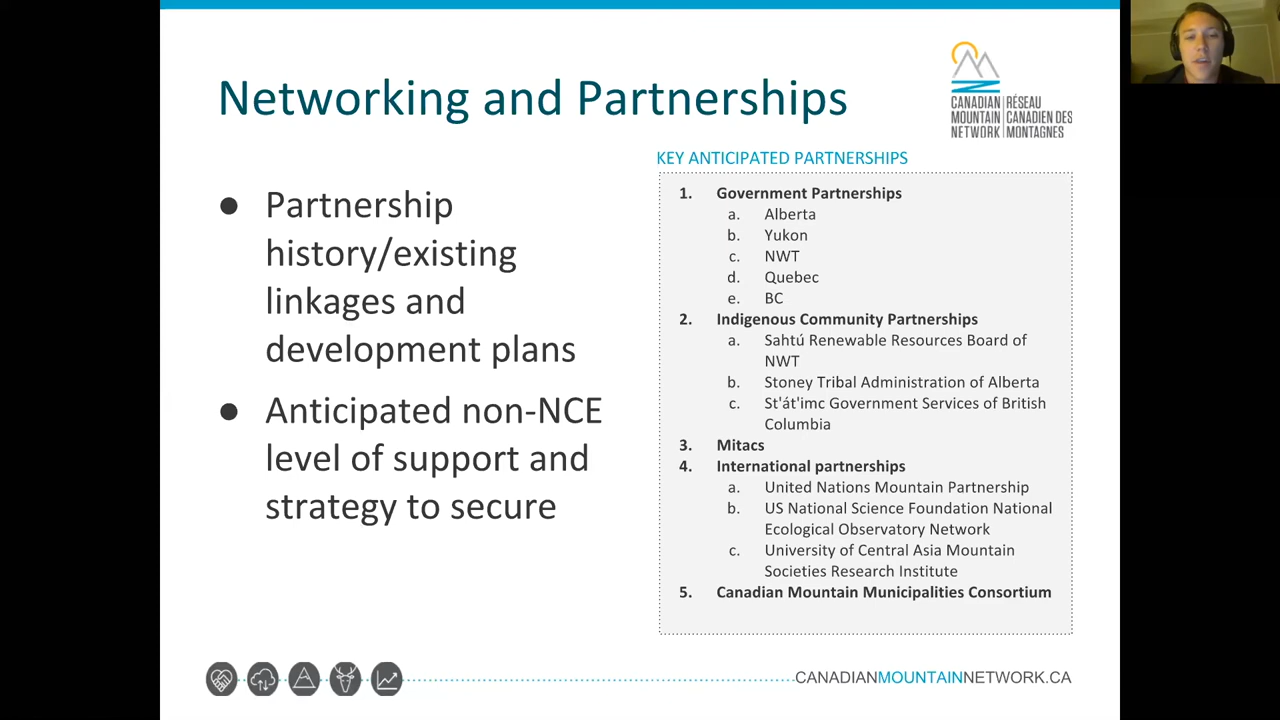 Networking and Partnerships
CANADIAN
MOUNTAIN
NETWORK
RÉSEAU
CANADIEN DES
MONTAGNES
● Partnership
history/existing
linkages and
development plans
● Anticipated non-NCE
level of support and
strategy to secure
KEY ANTICIPATED PARTNERSHIPS
1. Government Partnerships
a. Alberta
b. Yukon
c. NWT
d. Quebec
e. BC
2. Indigenous Community Partnerships
a. Sahtú Renewable Resources Board of
NWT
b. Stoney Tribal Administration of Alberta
c. St'át'imc Government Services of British
Columbia
3. Mitacs
4. International partnerships
a. United Nations Mountain Partnership
b. US National Science Foundation National
Ecological Observatory Network
c. University of Central Asia Mountain
Societies Research Institute
5. Canadian Mountain Municipalities Consortium
CANADIANMOUNTAINNETWORK.CA